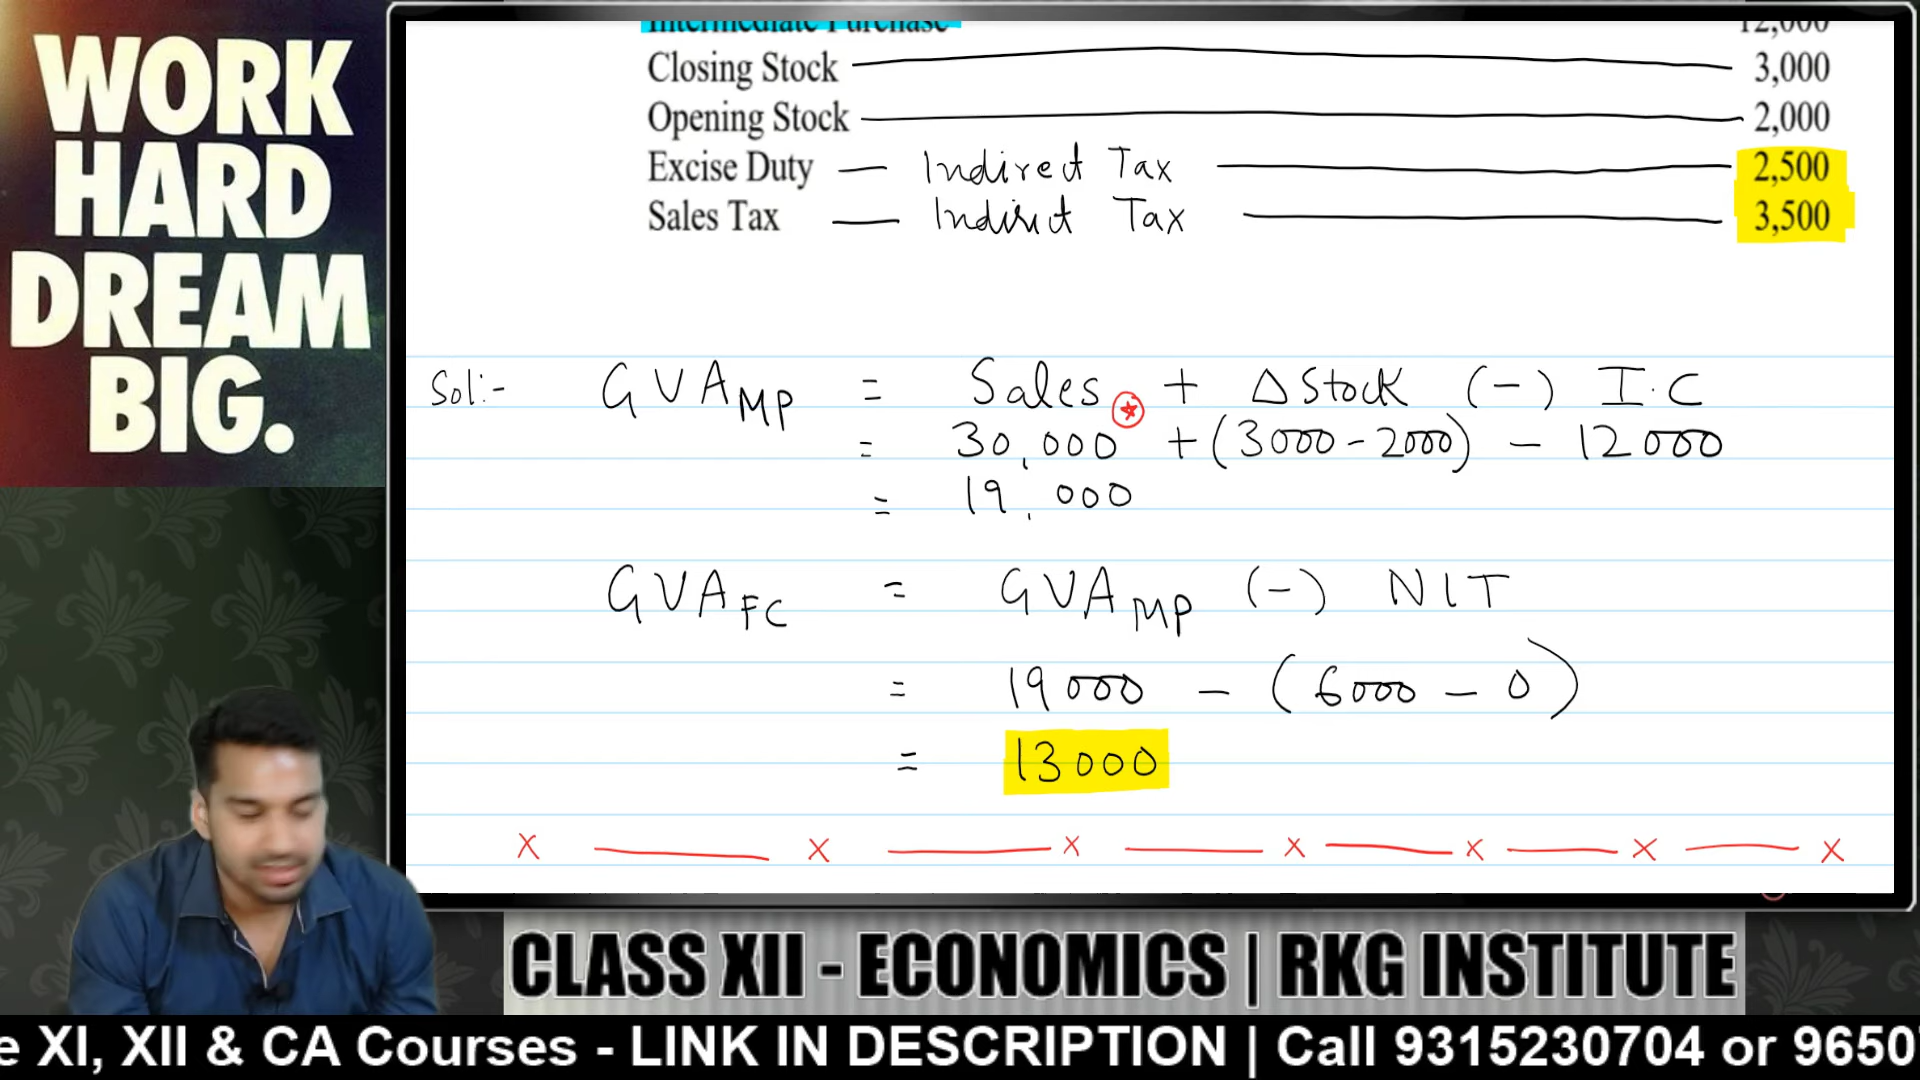 WORK
HARD
DREAM
BIG.
Intermediate Purchase 12,000
Closing Stock 3,000
Opening Stock 2,000
Excise Duty — Indirect Tax 2,500
Sales Tax — Indirect Tax 3,500
Sol:- GVA MP = Sales + Δ Stock (-) I.C
= 30,000 + (3000 - 2000) - 12000
= 19,000
GVA FC = GVA MP (-) NIT
= 19000 - (6000 - 0)
= 13000
x — x — x — x — x — x — x
CLASS XII - ECONOMICS | RKG INSTITUTE
e XI, XII & CA Courses - LINK IN DESCRIPTION | Call 9315230704 or 9650